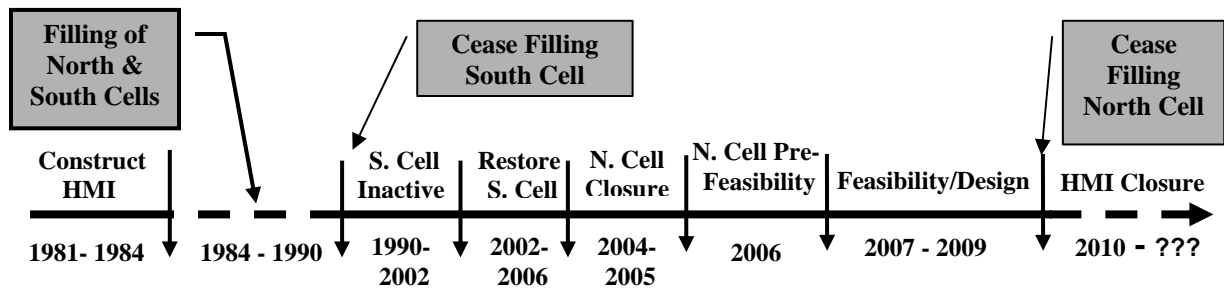 Filling of
North &
South Cells
Cease Filling
South Cell
Cease
Filling
North Cell
Construct
HMI
S. Cell
Inactive
Restore
S. Cell
N. Cell
Closure
N. Cell Pre-
Feasibility
Feasibility/Design
HMI Closure
1981- 1984
1984 - 1990
1990-
2002
2002-
2006
2004-
2005
2006
2007 - 2009
2010 - ???